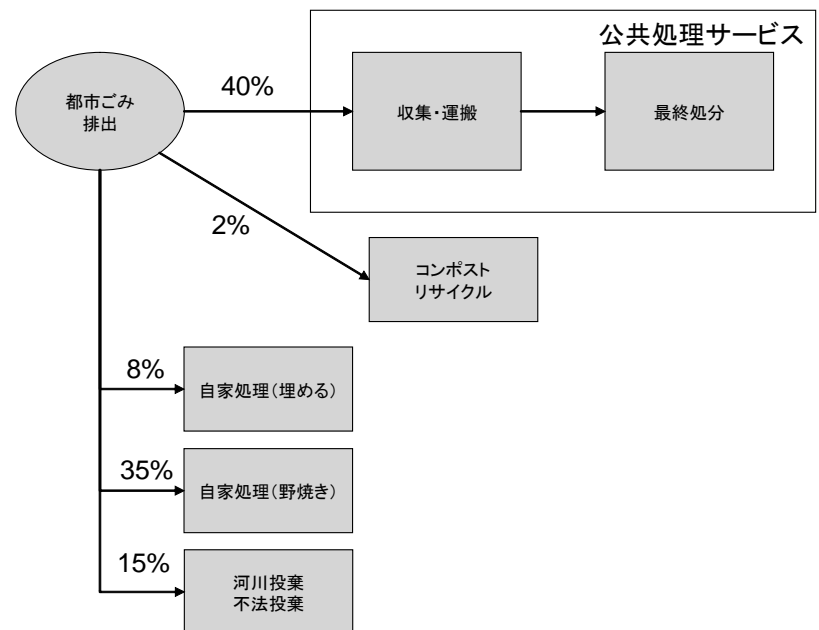 公共処理サービス
都市ごみ
排出
40%
収集・運搬
最終処分
2%
コンポスト
リサイクル
8%
自家処理(埋める)
35%
自家処理(野焼き)
15%
河川投棄
不法投棄